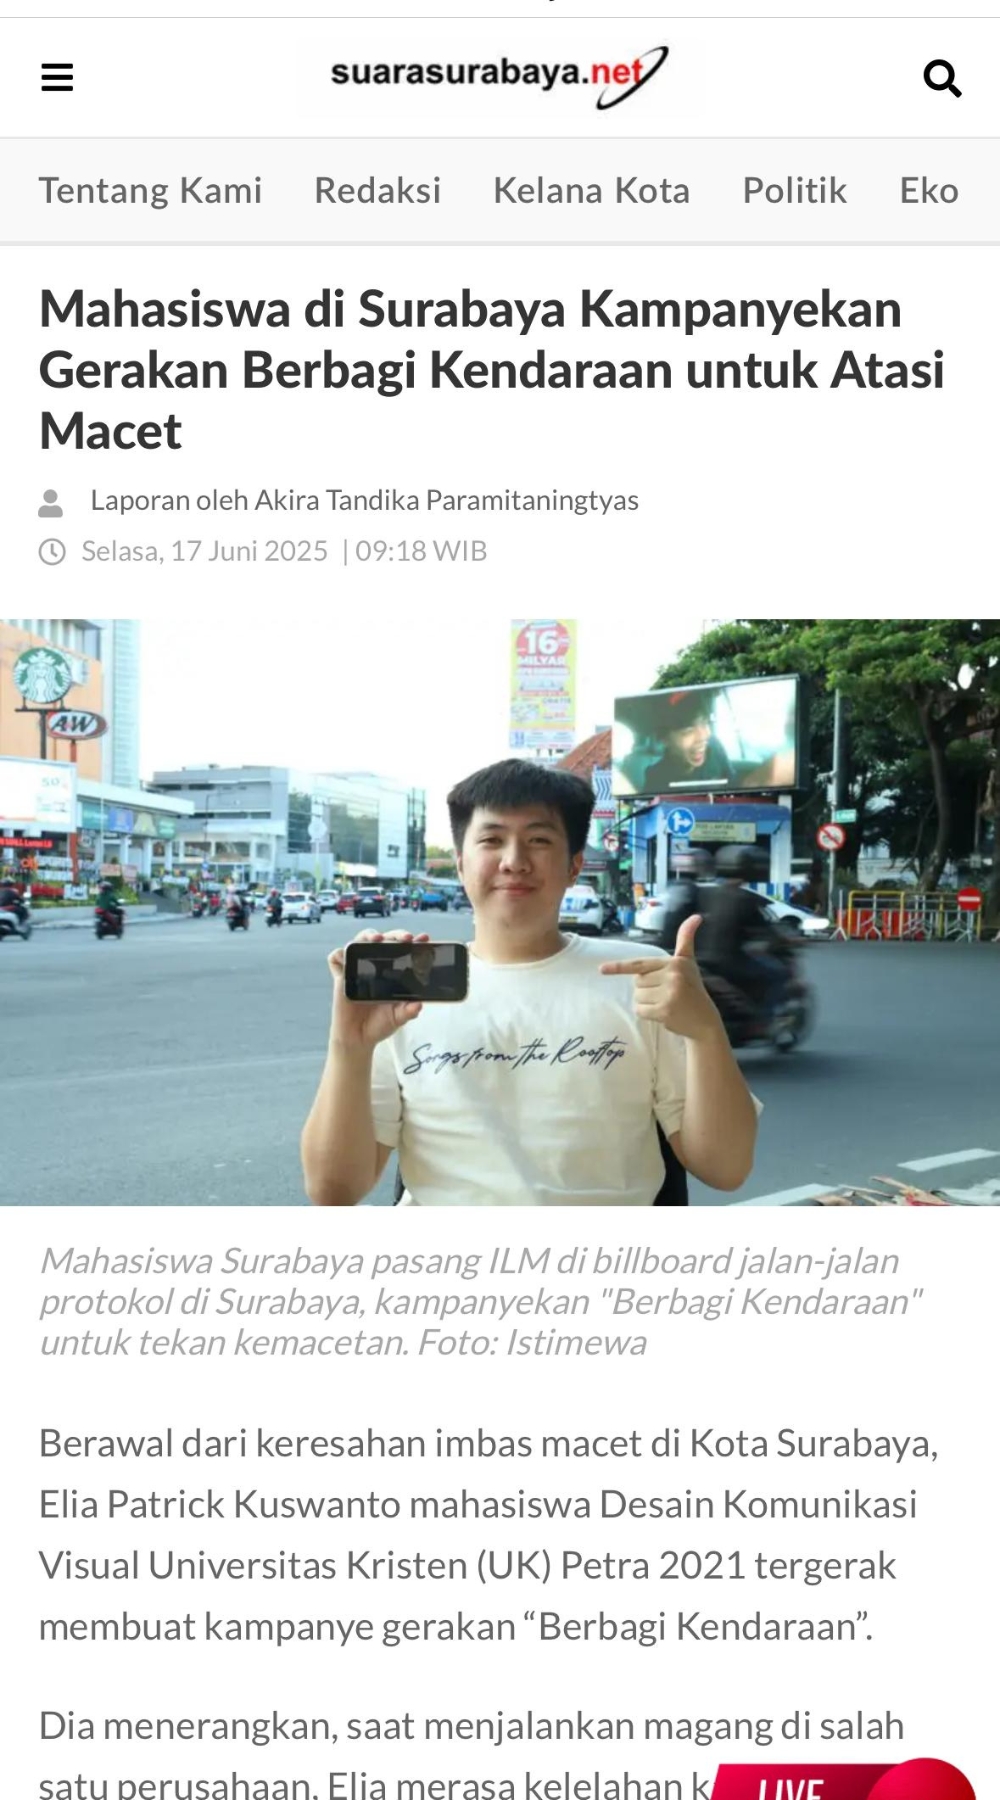 suarasurabaya.net
Tentang Kami Redaksi Kelana Kota Politik Eko
Mahasiswa di Surabaya Kampanyekan
Gerakan Berbagi Kendaraan untuk Atasi
Macet
Laporan oleh Akira Tandika Paramitaningtyas
Selasa, 17 Juni 2025 | 09:18 WIB
16
MILYAR
AW
50
Songs from the Rooftop
Mahasiswa Surabaya pasang ILM di billboard jalan-jalan
protokol di Surabaya, kampanyekan "Berbagi Kendaraan"
untuk tekan kemacetan. Foto: Istimewa
Berawal dari keresahan imbas macet di Kota Surabaya,
Elia Patrick Kuswanto mahasiswa Desain Komunikasi
Visual Universitas Kristen (UK) Petra 2021 tergerak
membuat kampanye gerakan “Berbagi Kendaraan”.
Dia menerangkan, saat menjalankan magang di salah
satu perusahaan, Elia merasa kelelahan k
LIVE